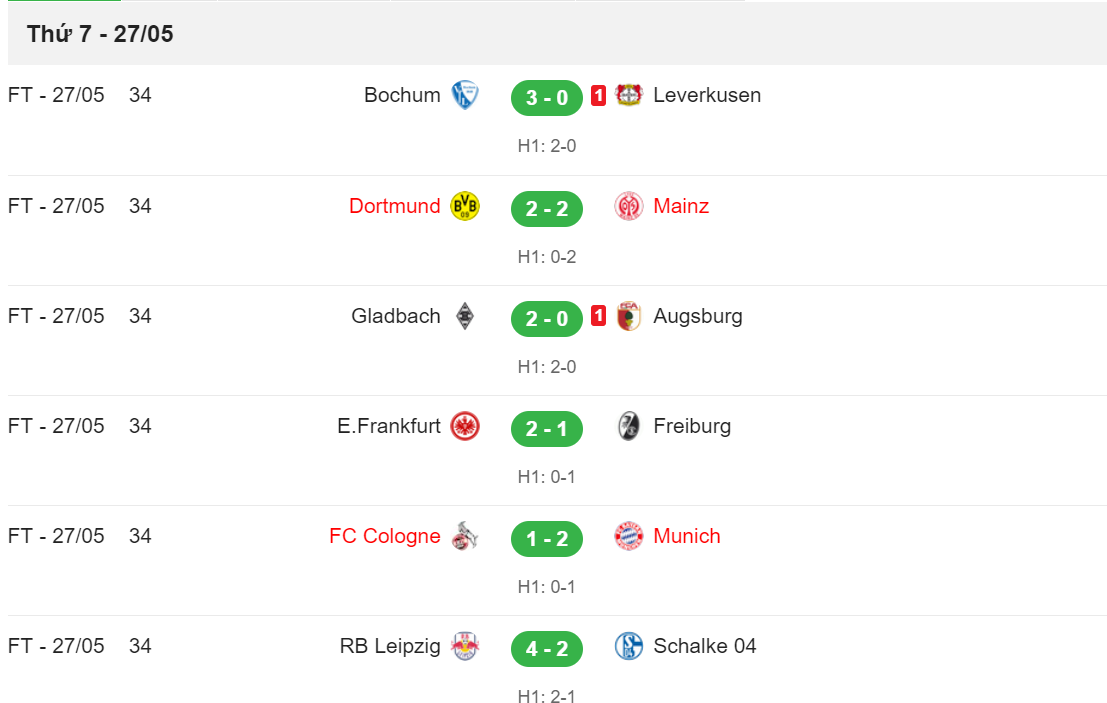 Thứ 7 - 27/05
FT - 27/05 34 Bochum 3 - 0 1 Leverkusen
H1: 2-0
FT - 27/05 34 Dortmund BVB 09 2 - 2 Mainz
H1: 0-2
FT - 27/05 34 Gladbach 2 - 0 1 Augsburg
H1: 2-0
FT - 27/05 34 E.Frankfurt 2 - 1 Freiburg
H1: 0-1
FT - 27/05 34 FC Cologne 1 - 2 Munich
H1: 0-1
FT - 27/05 34 RB Leipzig 4 - 2 Schalke 04
H1: 2-1